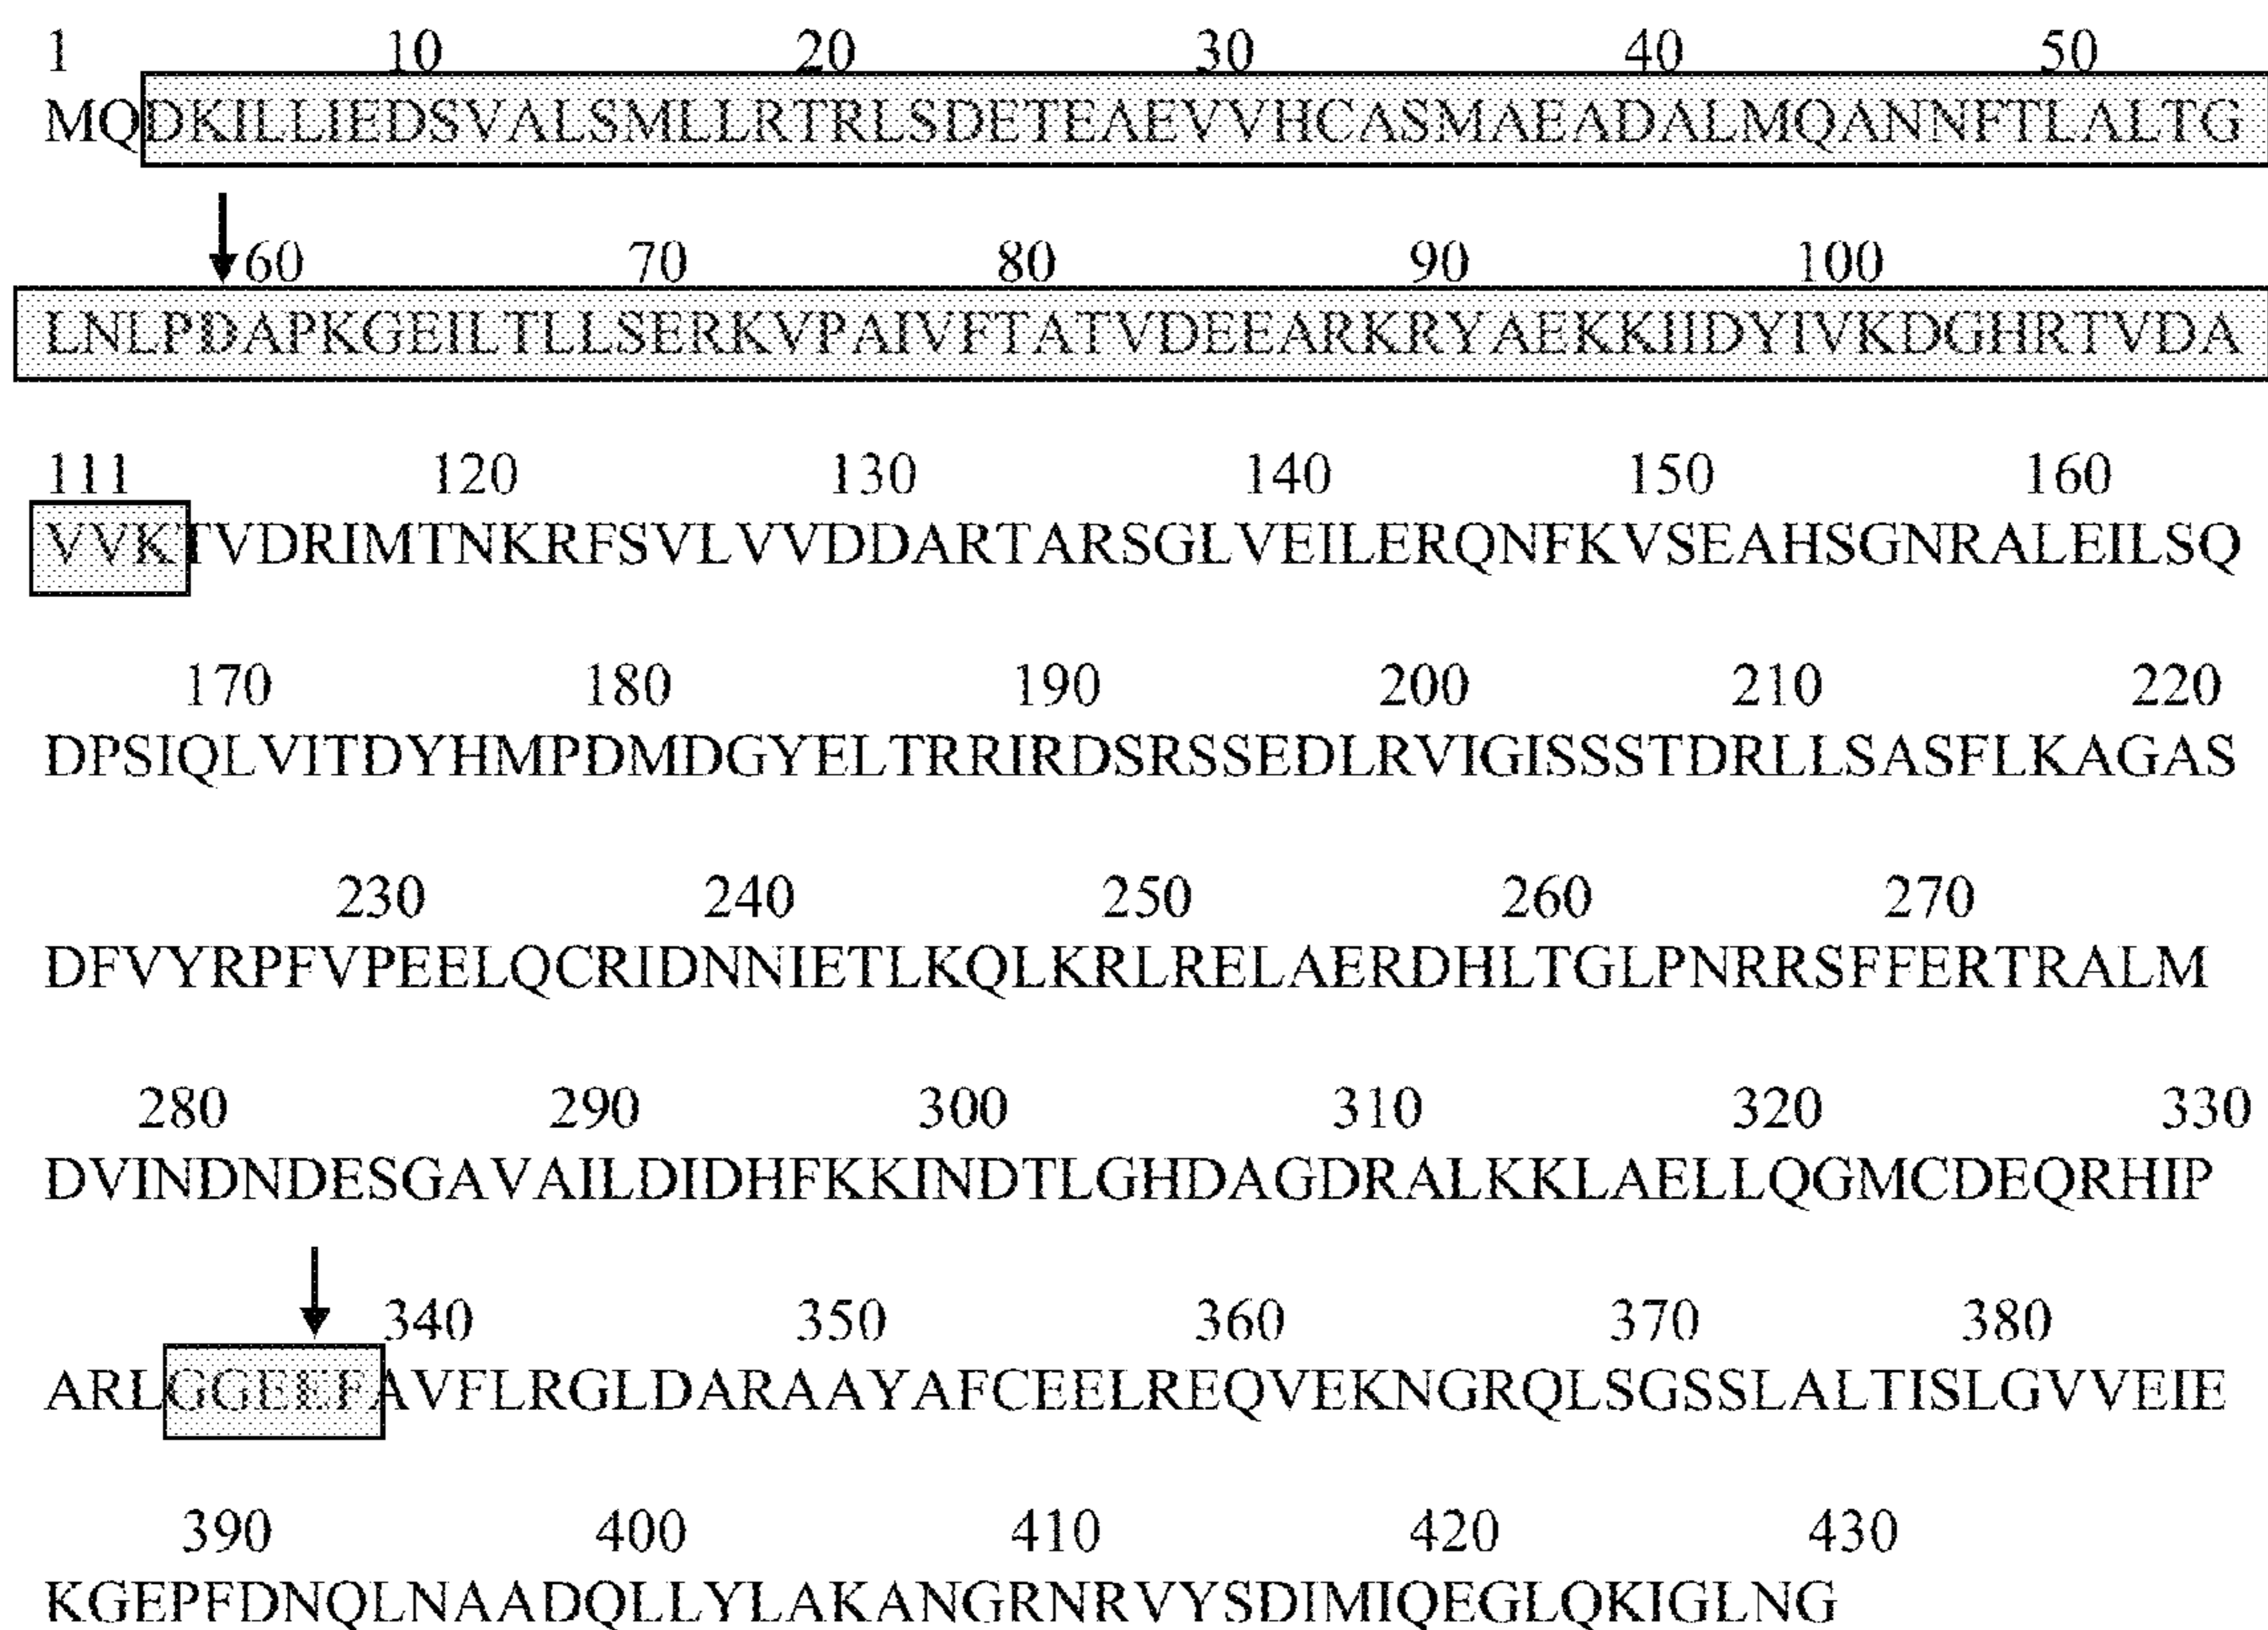 1 10 20 30 40 50
MQDKILLIEDSVALSMLLRTRLSDETEAEVVHCASMAEADALMQANNFTLALTG
60 70 80 90 100
LNLPDAPKGEILTLLSERKVPAIVFTATVDEEARKRYAEKKIIDYIVKDGHRTVDA
111 120 130 140 150 160
VVKTVDRIMTNKRFSVLVVDDARTARSGLVEILERQNFKVSEAHSGNRALEILSQ
170 180 190 200 210 220
DPSIQLVITDYHMPDMDGYELTRRIRDSRSSEDLRVIGISSSTDRLLSASFLKAGAS
230 240 250 260 270
DFVYRPFVPEELQCRIDNNIETLKQLKRLRELAERDHLTGLPNRRSFFERTRALM
280 290 300 310 320 330
DVINDNDESGAVAILDIDHFKKINDTLGHDAGDRALKKLAELLQGMCDEQRHIP
340 350 360 370 380
ARLGGEEFAVFLRGLDARAAYAFCEELREQVEKNGRQLSGSSLALTISLGVVEIE
390 400 410 420 430
KGEPFDNQLNAADQLLYLAKANGRNRVYSDIMIQEGLQKIGLNG